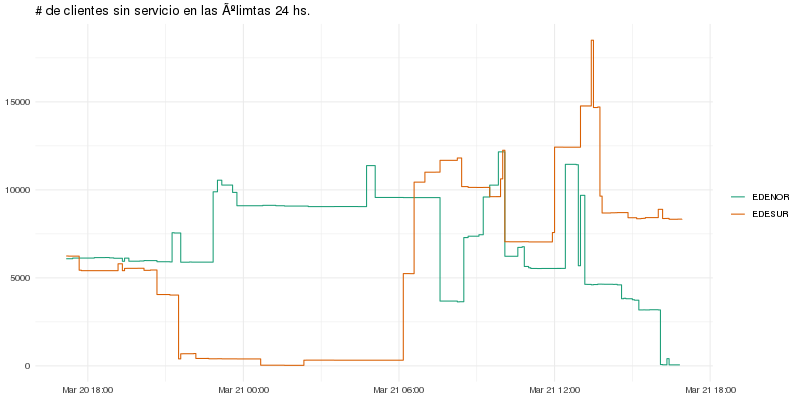 # de clientes sin servicio en las Ãºlimtas 24 hs.
15000
10000
5000
0
EDENOR
EDESUR
Mar 20 18:00
Mar 21 00:00
Mar 21 06:00
Mar 21 12:00
Mar 21 18:00